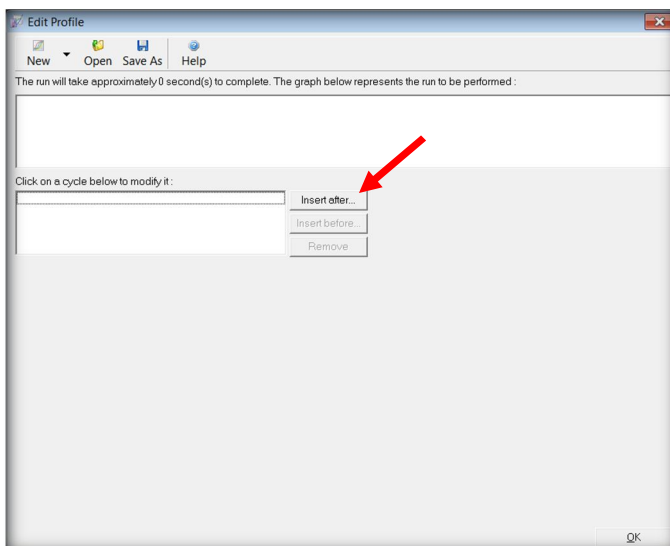 Edit Profile
New Open Save As Help
The run will take approximately 0 second(s) to complete. The graph below represents the run to be performed :
Click on a cycle below to modify it :
Insert after...
Insert before...
Remove
OK